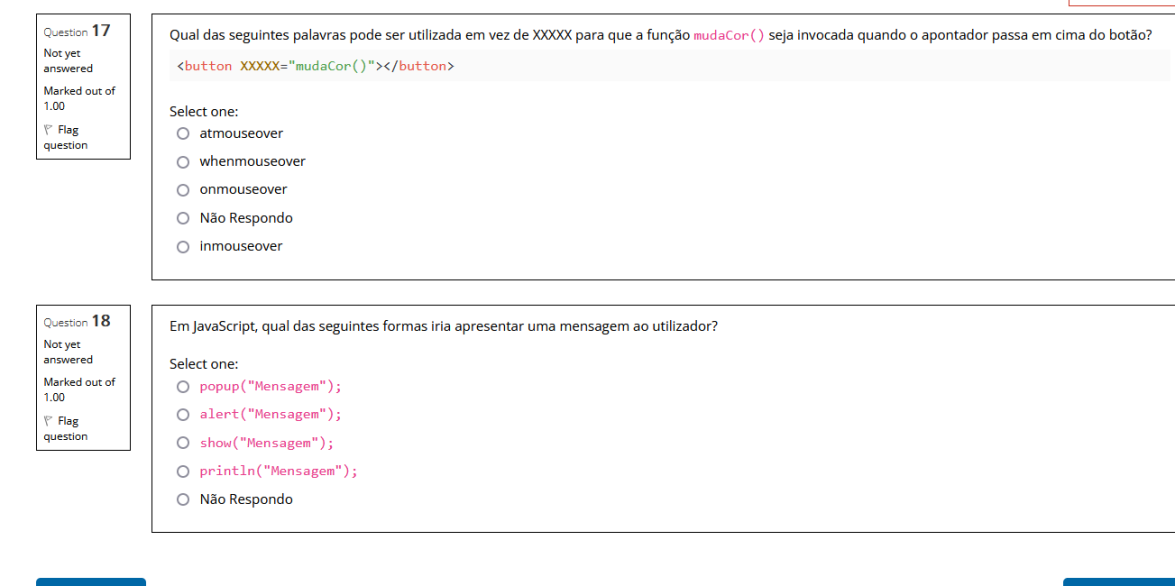 Question 17
Not yet
answered
Marked out of
1.00
Flag
question
Qual das seguintes palavras pode ser utilizada em vez de XXXXX para que a função mudaCor() seja invocada quando o apontador passa em cima do botão?
<button XXXXX="mudaCor()"></button>
Select one:
atmouseover
whenmouseover
onmouseover
Não Respondo
inmouseover
Question 18
Not yet
answered
Marked out of
1.00
Flag
question
Em JavaScript, qual das seguintes formas iria apresentar uma mensagem ao utilizador?
Select one:
popup("Mensagem");
alert("Mensagem");
show("Mensagem");
println("Mensagem");
Não Respondo